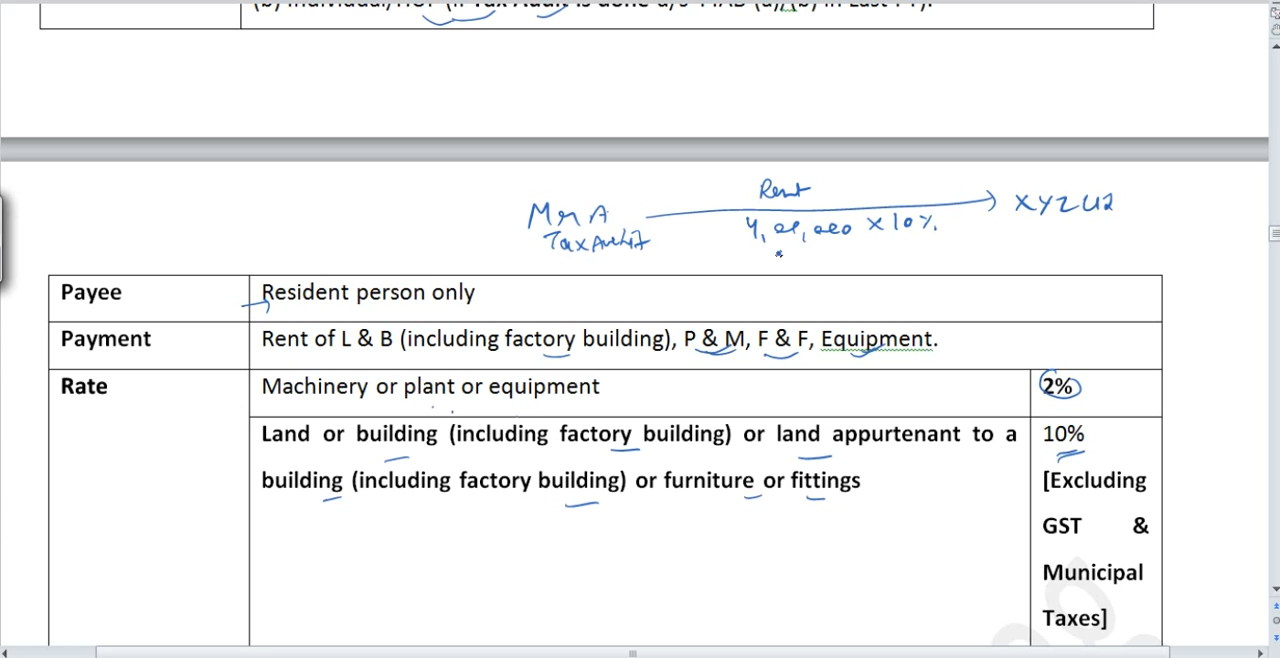 Rent
Mr A XYZ Ltd
Tax Audit 4,00,000 x 10%
Payee Resident person only
Payment Rent of L & B (including factory building), P & M, F & F, Equipment.
Rate Machinery or plant or equipment 2%
Land or building (including factory building) or land appurtenant to a 10%
building (including factory building) or furniture or fittings [Excluding
GST &
Municipal
Taxes]